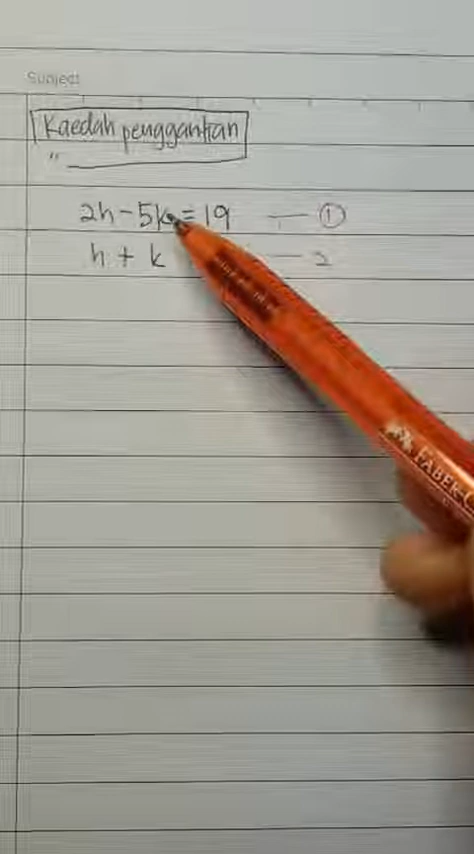 Subject
Kaedah penggantian
"
2h - 5k = 19 — ①
h + k — 2
FABER-C